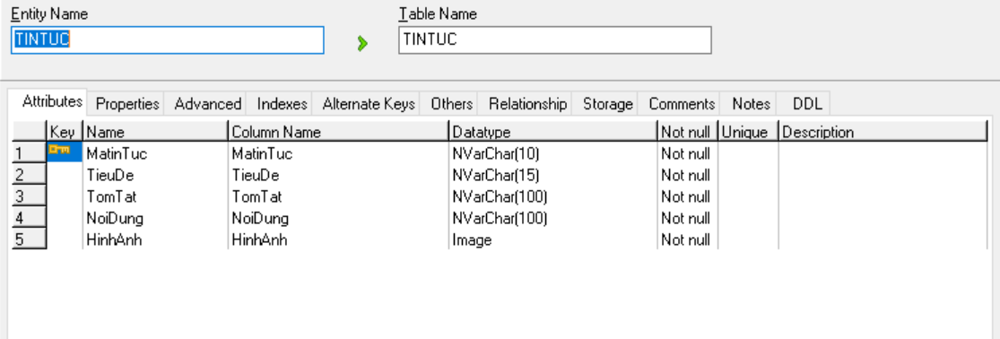 Entity Name Table Name
TINTUC TINTUC
Attributes Properties Advanced Indexes Alternate Keys Others Relationship Storage Comments Notes DDL
Key Name Column Name Datatype Not null Unique Description
1 MatinTuc MatinTuc NVarChar(10) Not null
2 TieuDe TieuDe NVarChar(15) Not null
3 TomTat TomTat NVarChar(100) Not null
4 NoiDung NoiDung NVarChar(100) Not null
5 HinhAnh HinhAnh Image Not null